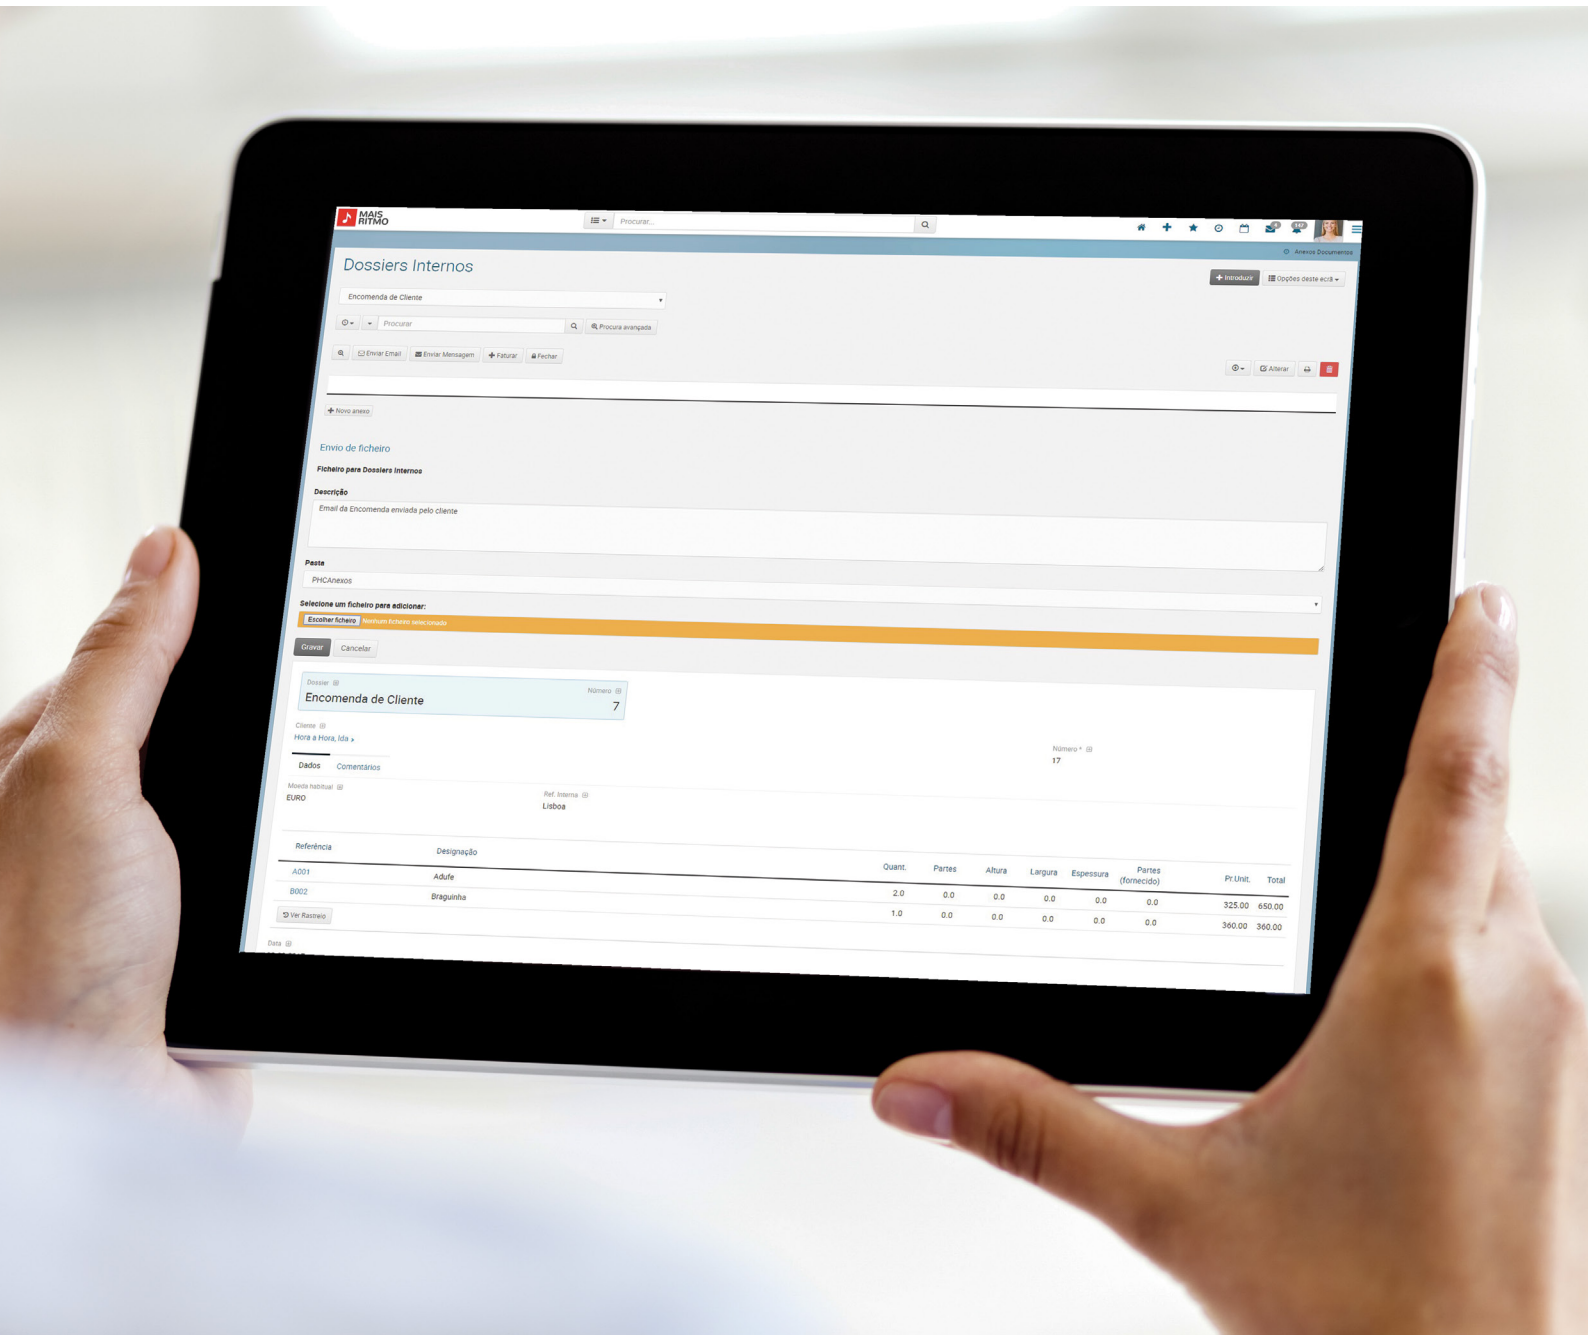 MAIS
RITMO
Procurar...
4
147
Anexos Documentos
Dossiers Internos
Introduzir
Opções deste ecrã
Encomenda de Cliente
Procurar
Procura avançada
Enviar Email
Enviar Mensagem
Faturar
Fechar
Alterar
Novo anexo
Envio de ficheiro
Ficheiro para Dossiers Internos
Descrição
Email da Encomenda enviada pelo cliente
Pasta
PHCAnexos
Selecione um ficheiro para adicionar:
Escolher ficheiro Nenhum ficheiro selecionado
Gravar Cancelar
Dossier Número
Encomenda de Cliente 7
Cliente
Hora a Hora, lda
Número *
17
Dados Comentários
Moeda habitual Ref. Interna
EURO Lisboa
Referência Designação Quant. Partes Altura Largura Espessura Partes (fornecido) Pr.Unit. Total
A001 Adufe 2.0 0.0 0.0 0.0 0.0 0.0 325.00 650.00
B002 Braguinha 1.0 0.0 0.0 0.0 0.0 0.0 360.00 360.00
Ver Rastreio
Data